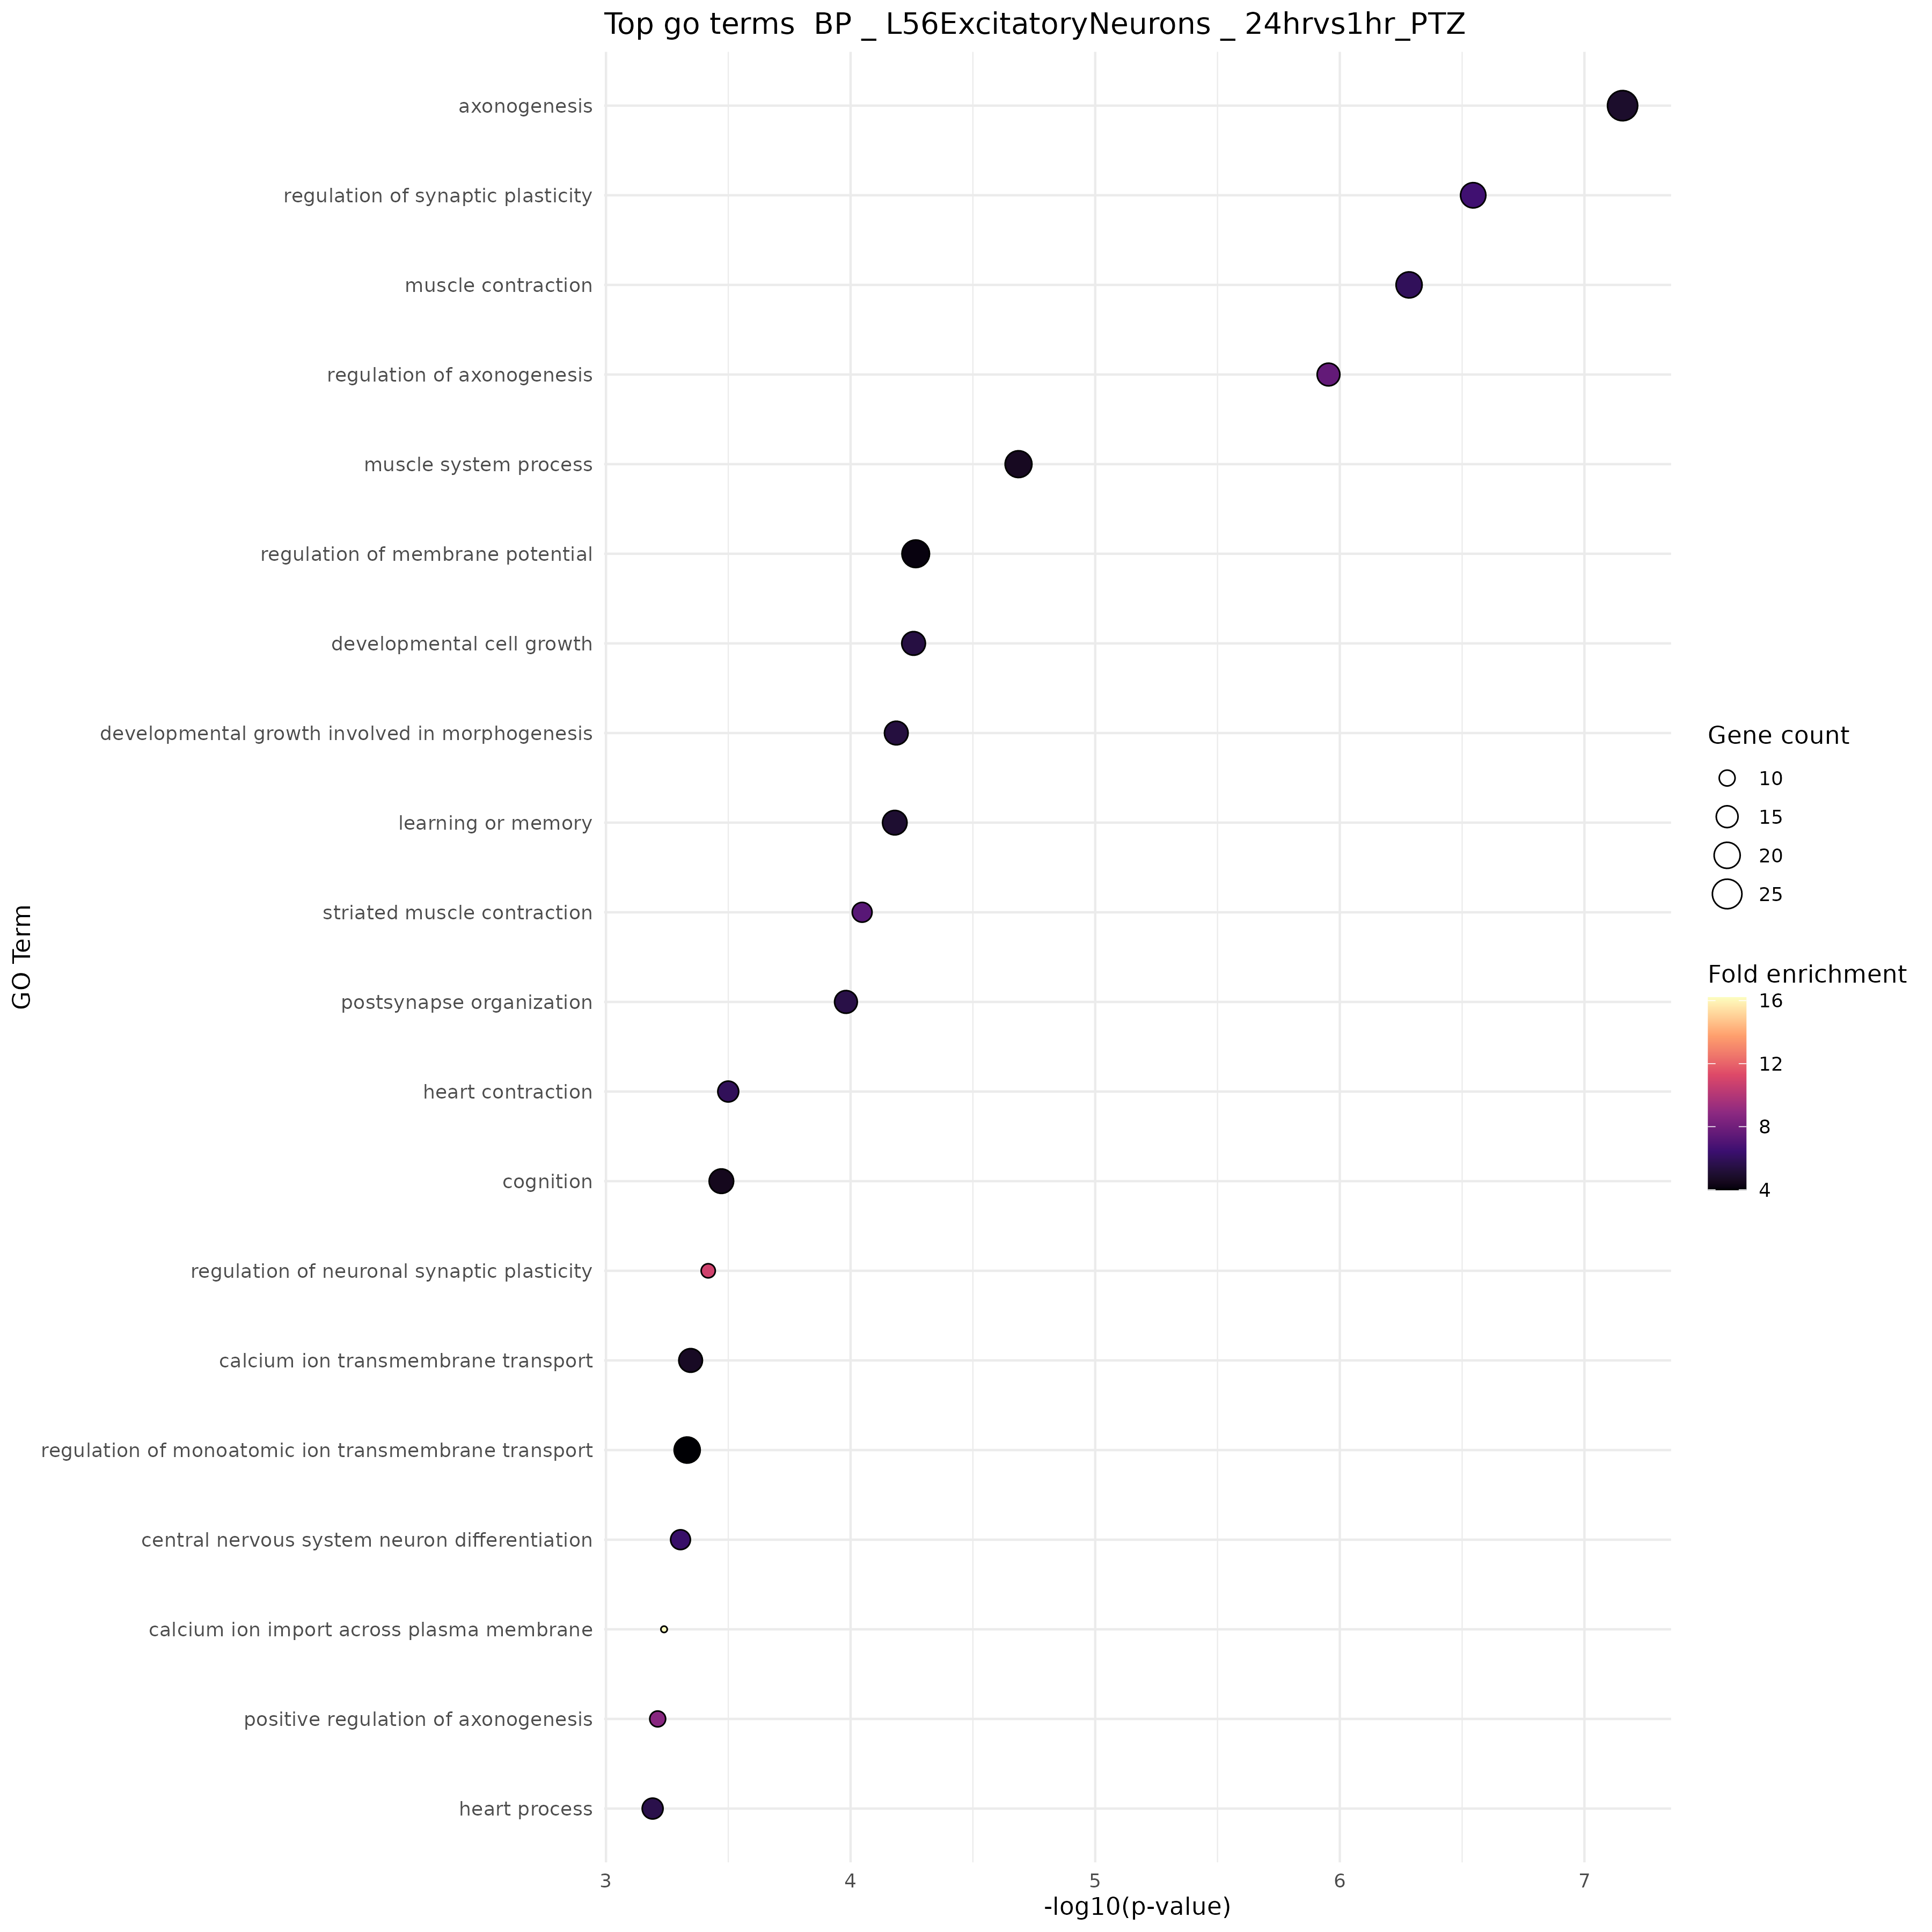 Top go terms  BP _ L56ExcitatoryNeurons _ 24hrvs1hr_PTZ
axonogenesis
regulation of synaptic plasticity
muscle contraction
regulation of axonogenesis
muscle system process
regulation of membrane potential
developmental cell growth
developmental growth involved in morphogenesis
learning or memory
striated muscle contraction
postsynapse organization
heart contraction
cognition
regulation of neuronal synaptic plasticity
calcium ion transmembrane transport
regulation of monoatomic ion transmembrane transport
central nervous system neuron differentiation
calcium ion import across plasma membrane
positive regulation of axonogenesis
heart process
GO Term
3 4 5 6 7
-log10(p-value)
Gene count
10
15
20
25
Fold enrichment
16
12
8
4